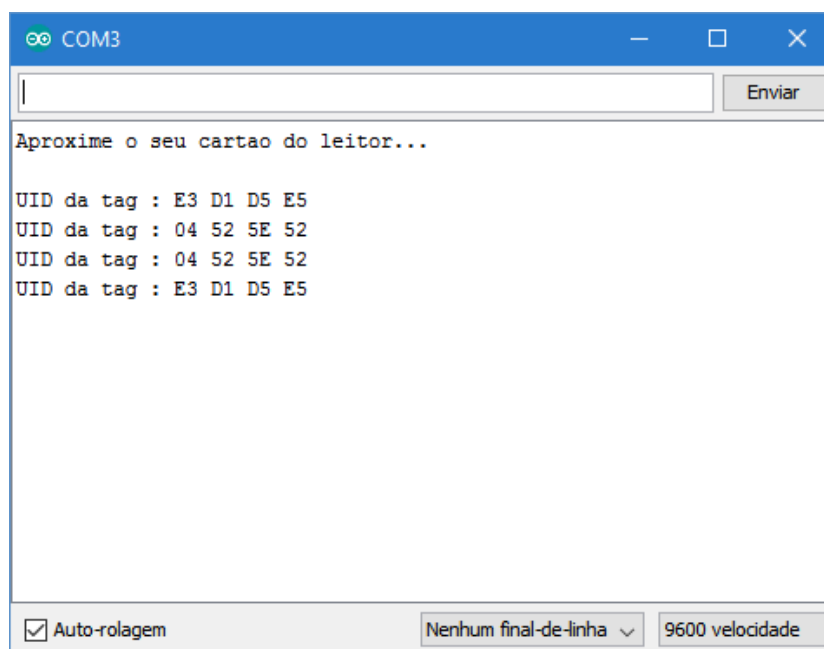 COM3
Enviar
Aproxime o seu cartao do leitor...
UID da tag : E3 D1 D5 E5
UID da tag : 04 52 5E 52
UID da tag : 04 52 5E 52
UID da tag : E3 D1 D5 E5
Auto-rolagem Nenhum final-de-linha 9600 velocidade